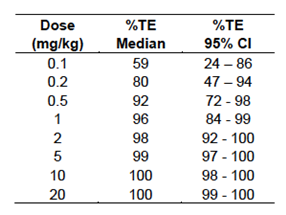 Dose %TE %TE
(mg/kg) Median 95% CI
0.1 59 24 – 86
0.2 80 47 – 94
0.5 92 72 - 98
1 96 84 - 99
2 98 92 - 100
5 99 97 - 100
10 100 98 - 100
20 100 99 - 100